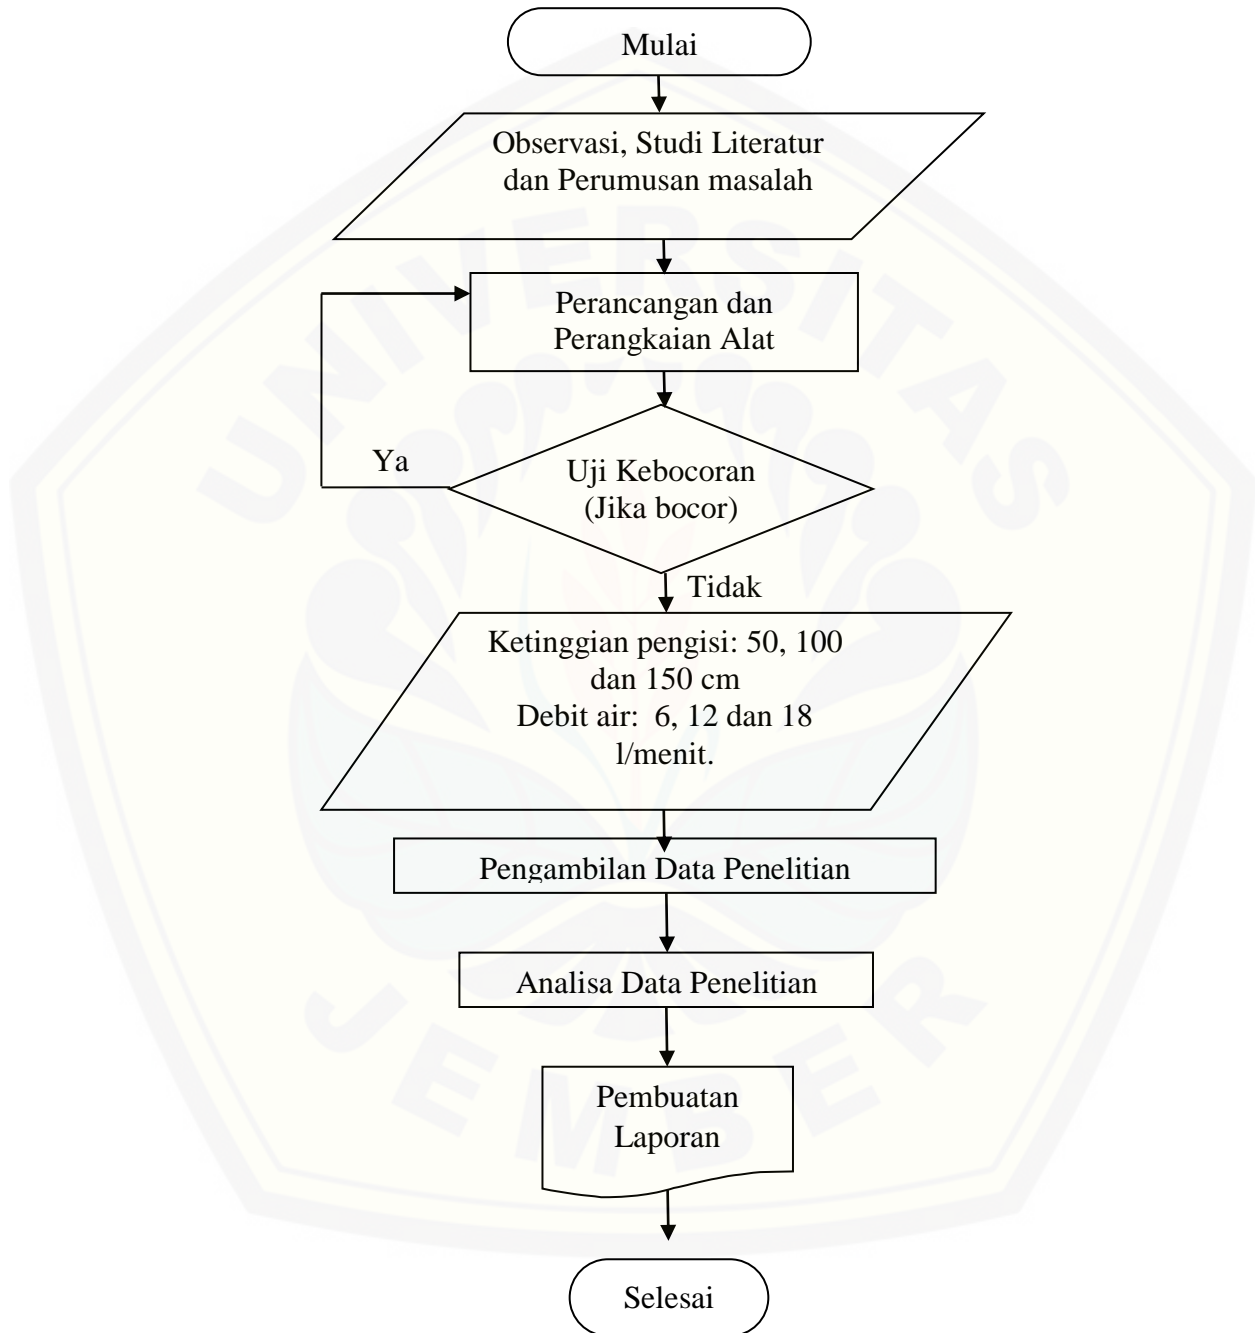 Mulai
Observasi, Studi Literatur
dan Perumusan masalah
Perancangan dan
Perangkaian Alat
Ya
Uji Kebocoran
(Jika bocor)
Tidak
Ketinggian pengisi: 50, 100
dan 150 cm
Debit air: 6, 12 dan 18
l/menit.
Pengambilan Data Penelitian
Analisa Data Penelitian
Pembuatan
Laporan
Selesai
UNIVERSITAS
JEMBER